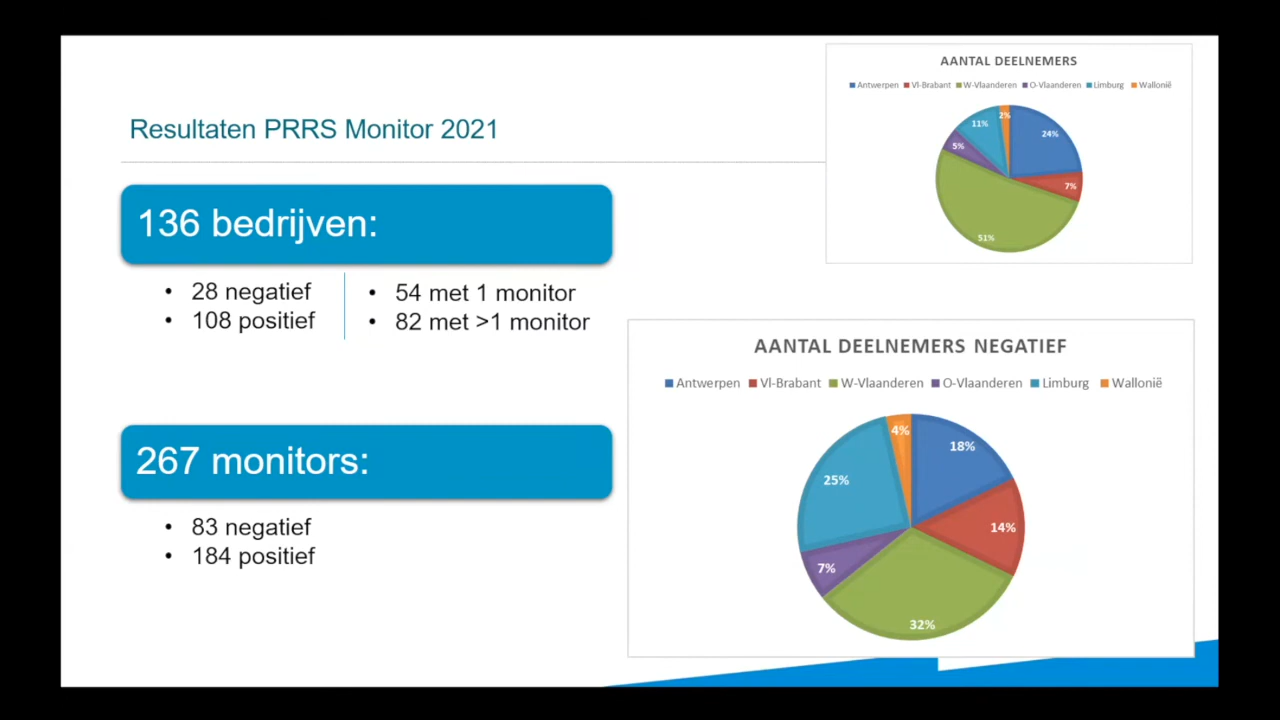 AANTAL DEELNEMERS
Antwerpen Vl-Brabant W-Vlaanderen O-Vlaanderen Limburg Wallonië
2%
11%
24%
5%
7%
51%
Resultaten PRRS Monitor 2021
136 bedrijven:
• 28 negatief
• 108 positief
• 54 met 1 monitor
• 82 met >1 monitor
267 monitors:
• 83 negatief
• 184 positief
AANTAL DEELNEMERS NEGATIEF
Antwerpen Vl-Brabant W-Vlaanderen O-Vlaanderen Limburg Wallonië
4%
18%
25%
14%
7%
32%